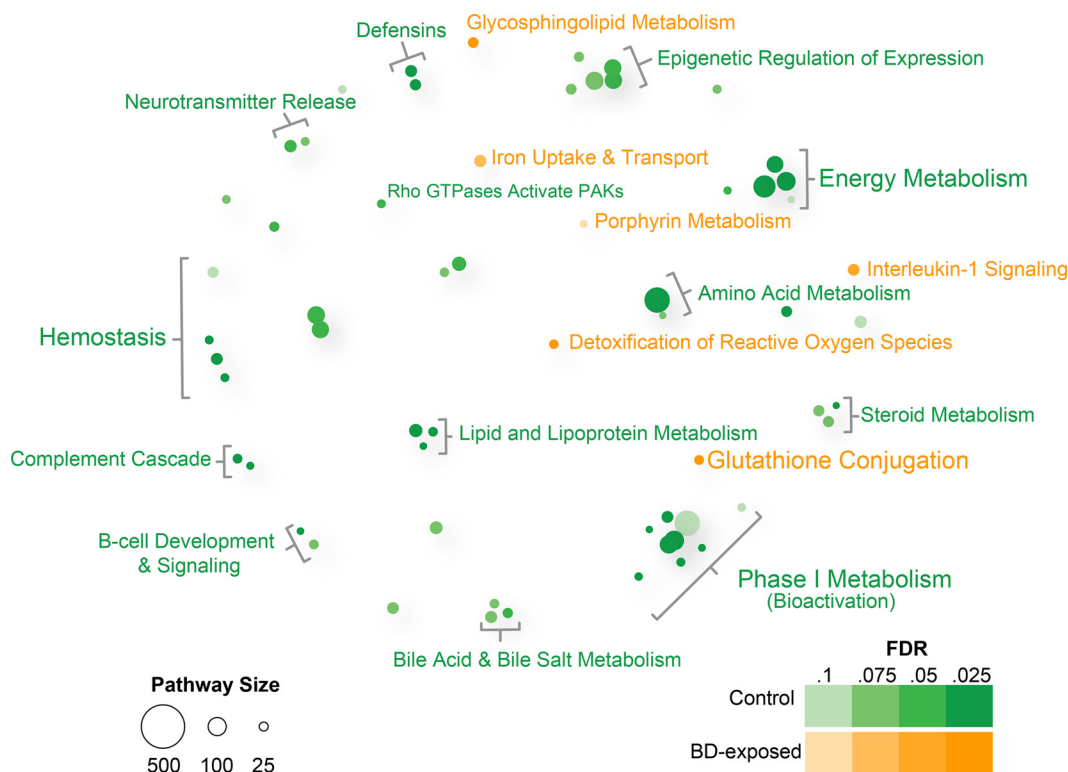 Glycosphingolipid Metabolism
Defensins
Epigenetic Regulation of Expression
Neurotransmitter Release
Iron Uptake & Transport
Energy Metabolism
Rho GTPases Activate PAKs
Porphyrin Metabolism
Interleukin-1 Signaling
Amino Acid Metabolism
Hemostasis
Detoxification of Reactive Oxygen Species
Steroid Metabolism
Lipid and Lipoprotein Metabolism
Complement Cascade
Glutathione Conjugation
B-cell Development
& Signaling
Phase I Metabolism
(Bioactivation)
Bile Acid & Bile Salt Metabolism
Pathway Size
500 100 25
FDR
.1 .075 .05 .025
Control
BD-exposed